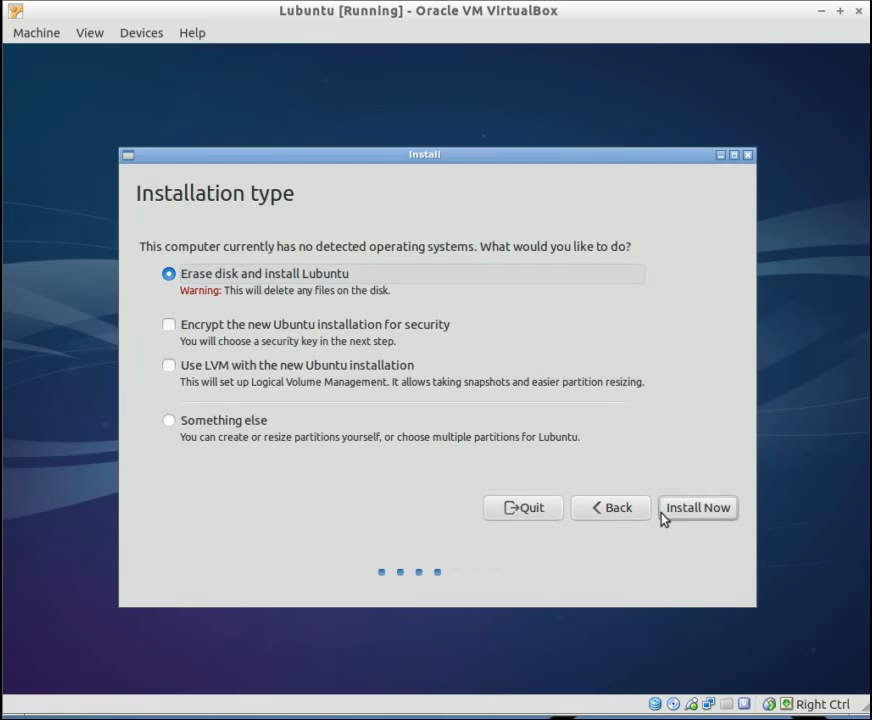 Lubuntu [Running] - Oracle VM VirtualBox
Machine View Devices Help
Install
Installation type
This computer currently has no detected operating systems. What would you like to do?
Erase disk and install Lubuntu
Warning: This will delete any files on the disk.
Encrypt the new Ubuntu installation for security
You will choose a security key in the next step.
Use LVM with the new Ubuntu installation
This will set up Logical Volume Management. It allows taking snapshots and easier partition resizing.
Something else
You can create or resize partitions yourself, or choose multiple partitions for Lubuntu.
Quit Back Install Now
Right Ctrl